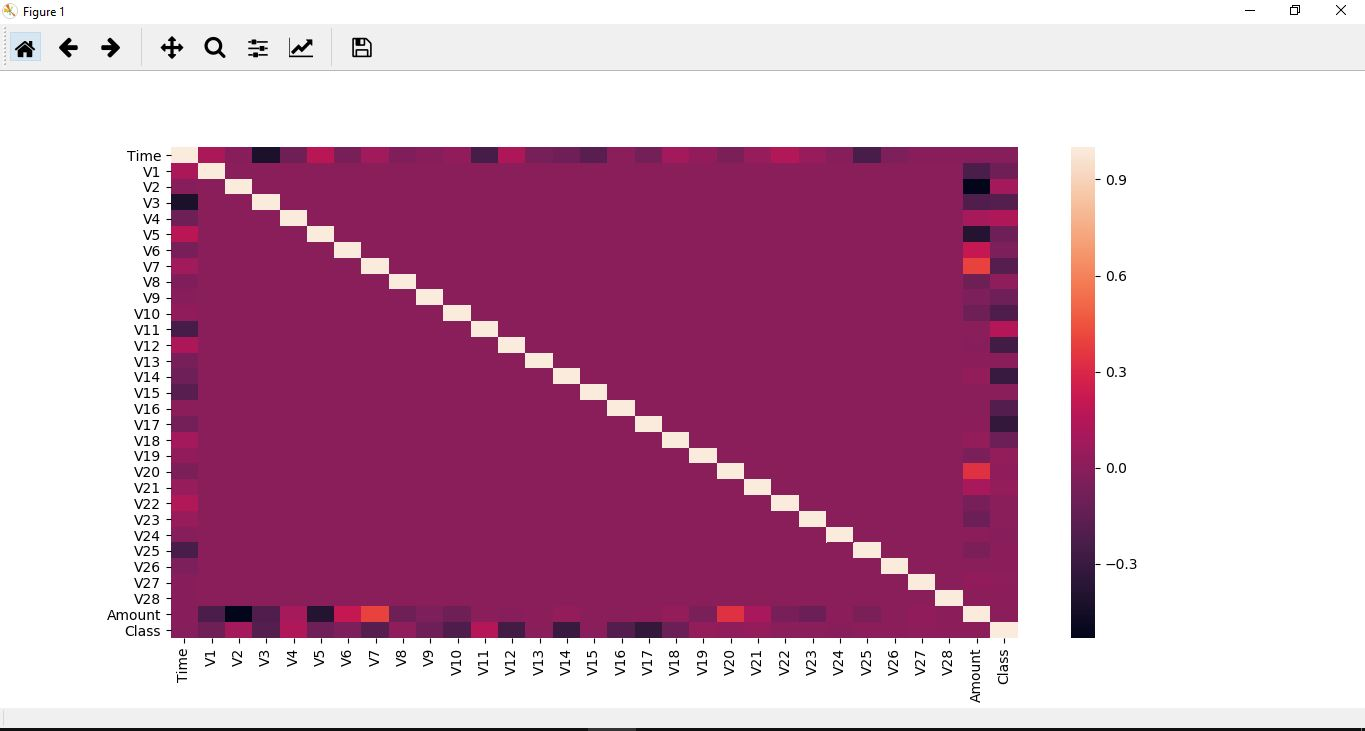 Figure 1
Time
V1
V2
V3
V4
V5
V6
V7
V8
V9
V10
V11
V12
V13
V14
V15
V16
V17
V18
V19
V20
V21
V22
V23
V24
V25
V26
V27
V28
Amount
Class
Time V1 V2 V3 V4 V5 V6 V7 V8 V9 V10 V11 V12 V13 V14 V15 V16 V17 V18 V19 V20 V21 V22 V23 V24 V25 V26 V27 V28 Amount Class
0.9
0.6
0.3
0.0
−0.3